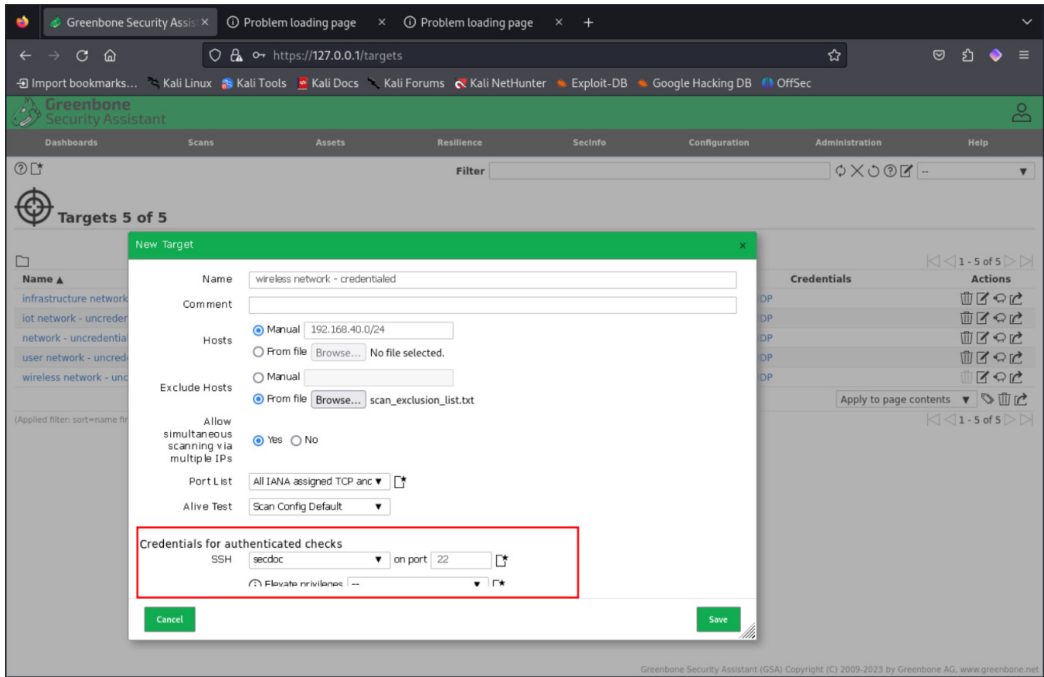 Greenbone Security Assis ×
Problem loading page ×
Problem loading page × +
https://127.0.0.1/targets
Import bookmarks... Kali Linux Kali Tools Kali Docs Kali Forums Kali NetHunter Exploit-DB Google Hacking DB OffSec
Greenbone
Security Assistant
Dashboards Scans Assets Resilience SecInfo Configuration Administration Help
Filter --
Targets 5 of 5
New Target ×
1 - 5 of 5
Name ▲ Credentials Actions
infrastructure network DP
iot network - uncreden DP
network - uncredentia DP
user network - uncred DP
wireless network - unc DP
Apply to page contents
(Applied filter: sort=name fir
1 - 5 of 5
Name wireless network - credentialed
Comment
Hosts
Manual 192.168.40.0/24
From file Browse... No file selected.
Exclude Hosts
Manual
From file Browse... scan_exclusion_list.txt
Allow
simultaneous
scanning via
multiple IPs
Yes No
Port List All IANA assigned TCP anc
Alive Test Scan Config Default
Credentials for authenticated checks
SSH secdoc on port 22
Elevate privileges --
Cancel Save
Greenbone Security Assistant (GSA) Copyright (C) 2009-2023 by Greenbone AG, www.greenbone.net